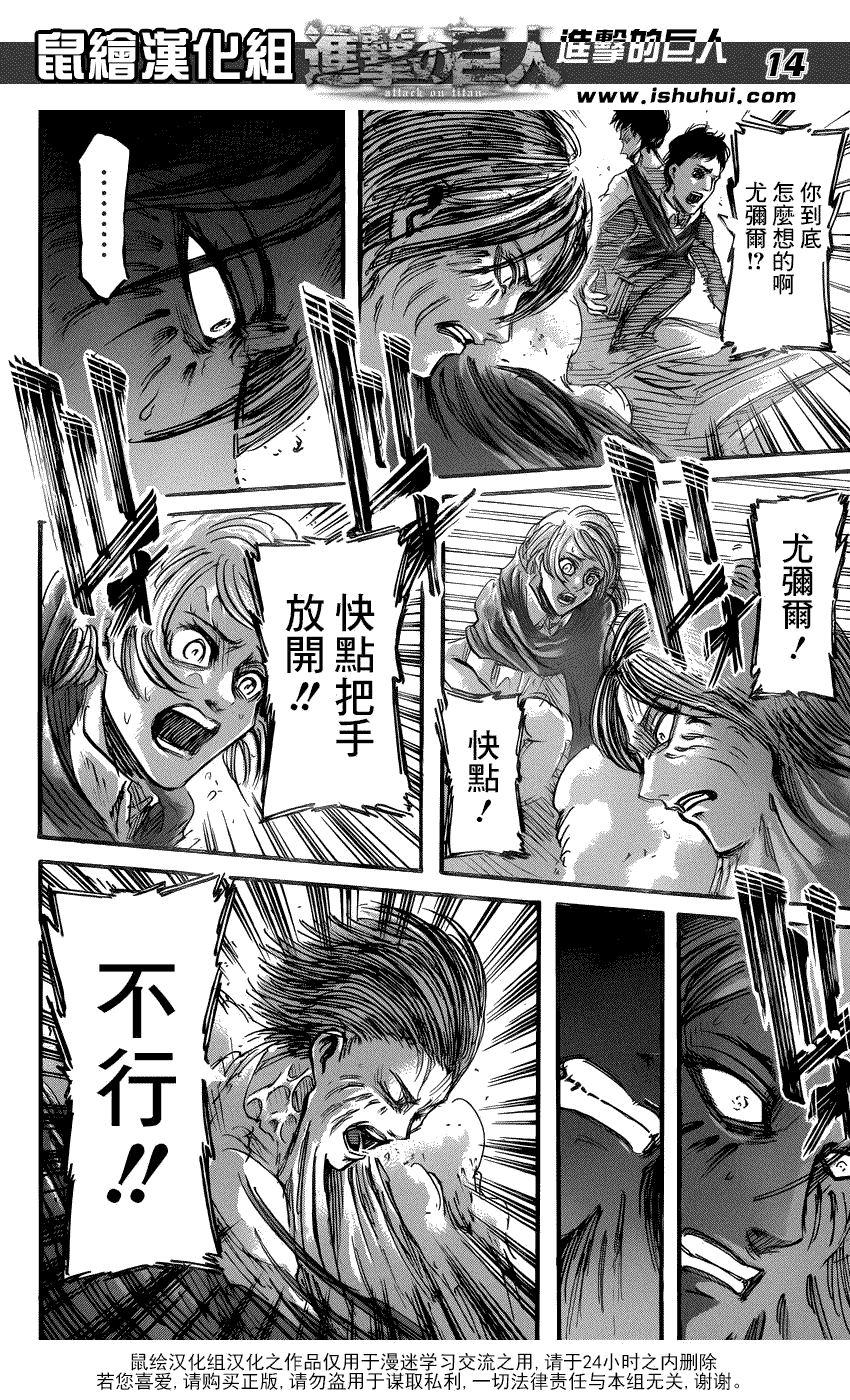 鼠繪漢化組 進撃の巨人 進擊的巨人 14
attack on titan
www.ishuhui.com
你到底
怎麼想的啊
尤彌爾!?
………
尤彌爾！
快點！
快點把手
放開!!
不行!!
鼠绘汉化组汉化之作品仅用于漫迷学习交流之用, 请于24小时之内删除
若您喜爱, 请购买正版, 请勿盗用于谋取私利, 一切法律责任与本组无关, 谢谢。